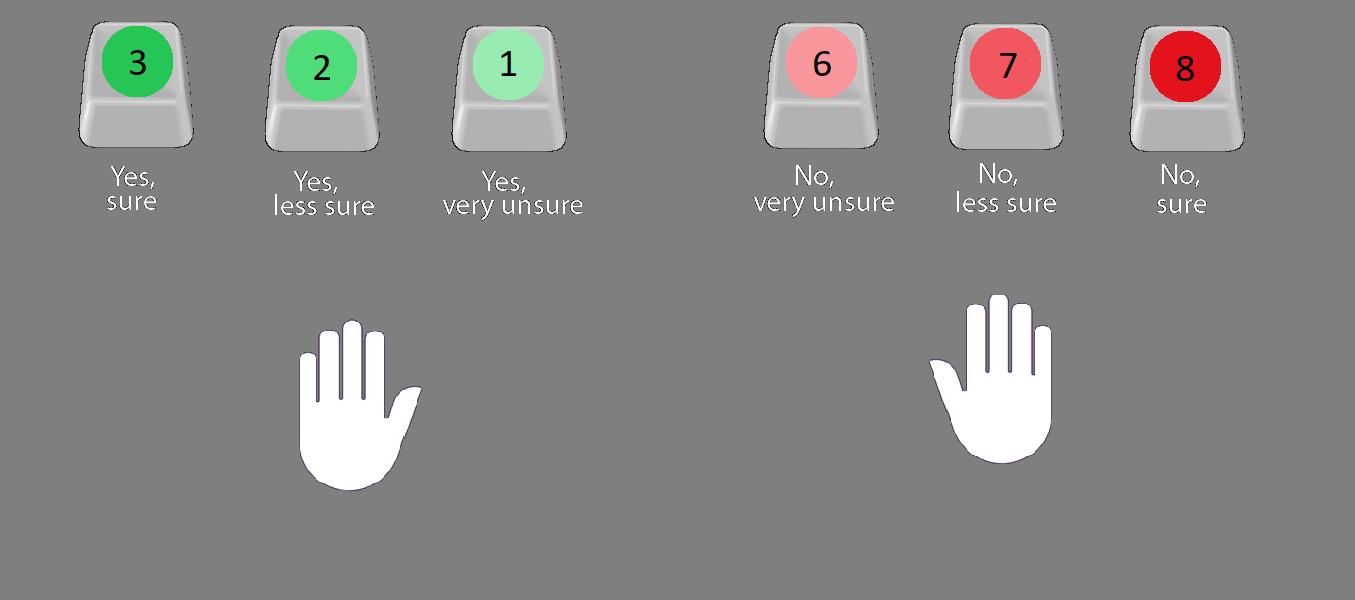 3 2 1 6 7 8
Yes,
sure
Yes,
less sure
Yes,
very unsure
No,
very unsure
No,
less sure
No,
sure